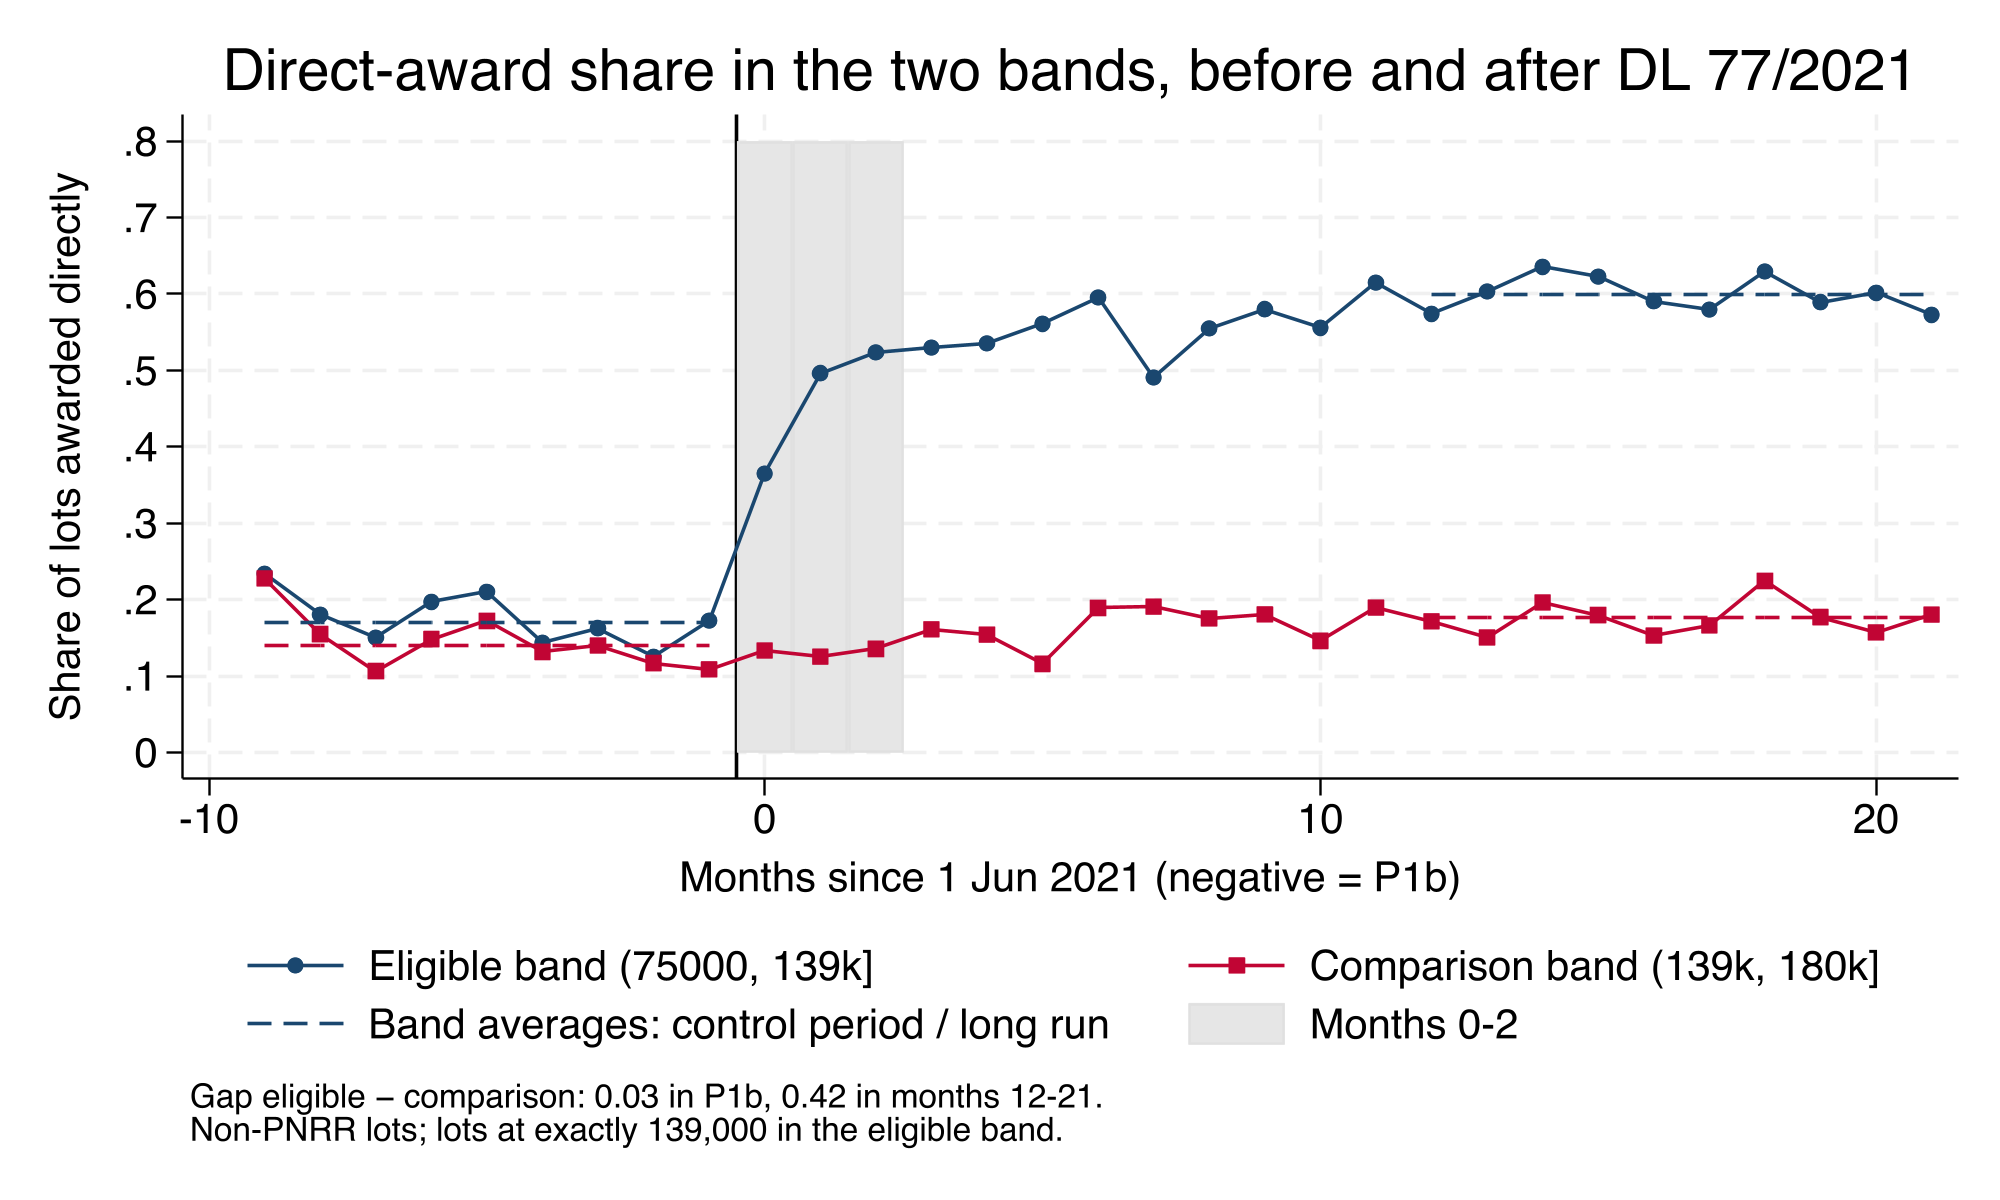 Direct-award share in the two bands, before and after DL 77/2021
Share of lots awarded directly
.8
.7
.6
.5
.4
.3
.2
.1
0
-10
0
10
20
Months since 1 Jun 2021 (negative = P1b)
Eligible band (75000, 139k]
Comparison band (139k, 180k]
Band averages: control period / long run
Months 0-2
Gap eligible – comparison: 0.03 in P1b, 0.42 in months 12-21.
Non-PNRR lots; lots at exactly 139,000 in the eligible band.